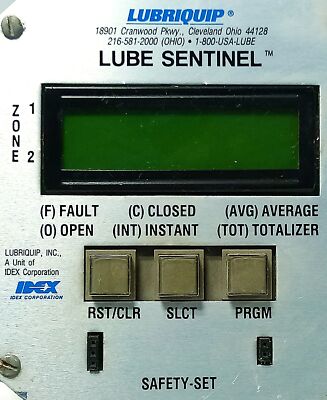 LUBRIQUIP®
18901 Cranwood Pkwy., Cleveland Ohio 44128
216-581-2000 (OHIO) • 1-800-USA-LUBE
LUBE SENTINEL™
ZONE
1
2
(F) FAULT (C) CLOSED (AVG) AVERAGE
(O) OPEN (INT) INSTANT (TOT) TOTALIZER
LUBRIQUIP, INC.,
A Unit of
IDEX Corporation
IDEX
IDEX CORPORATION
RST/CLR SLCT PRGM
SAFETY-SET